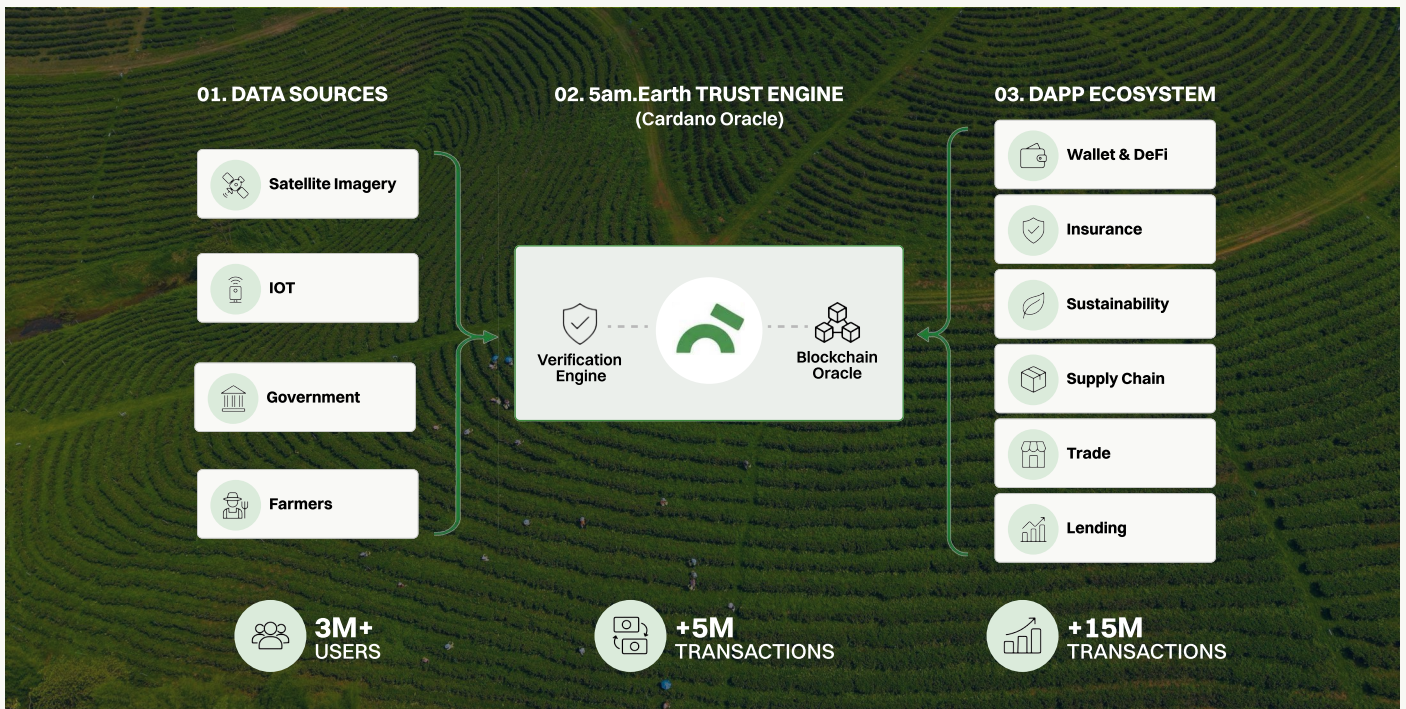 01. DATA SOURCES
Satellite Imagery
IOT
Government
Farmers
02. 5am.Earth TRUST ENGINE
(Cardano Oracle)
Verification
Engine
Blockchain
Oracle
03. DAPP ECOSYSTEM
Wallet & DeFi
Insurance
Sustainability
Supply Chain
Trade
Lending
3M+
USERS
+5M
TRANSACTIONS
+15M
TRANSACTIONS